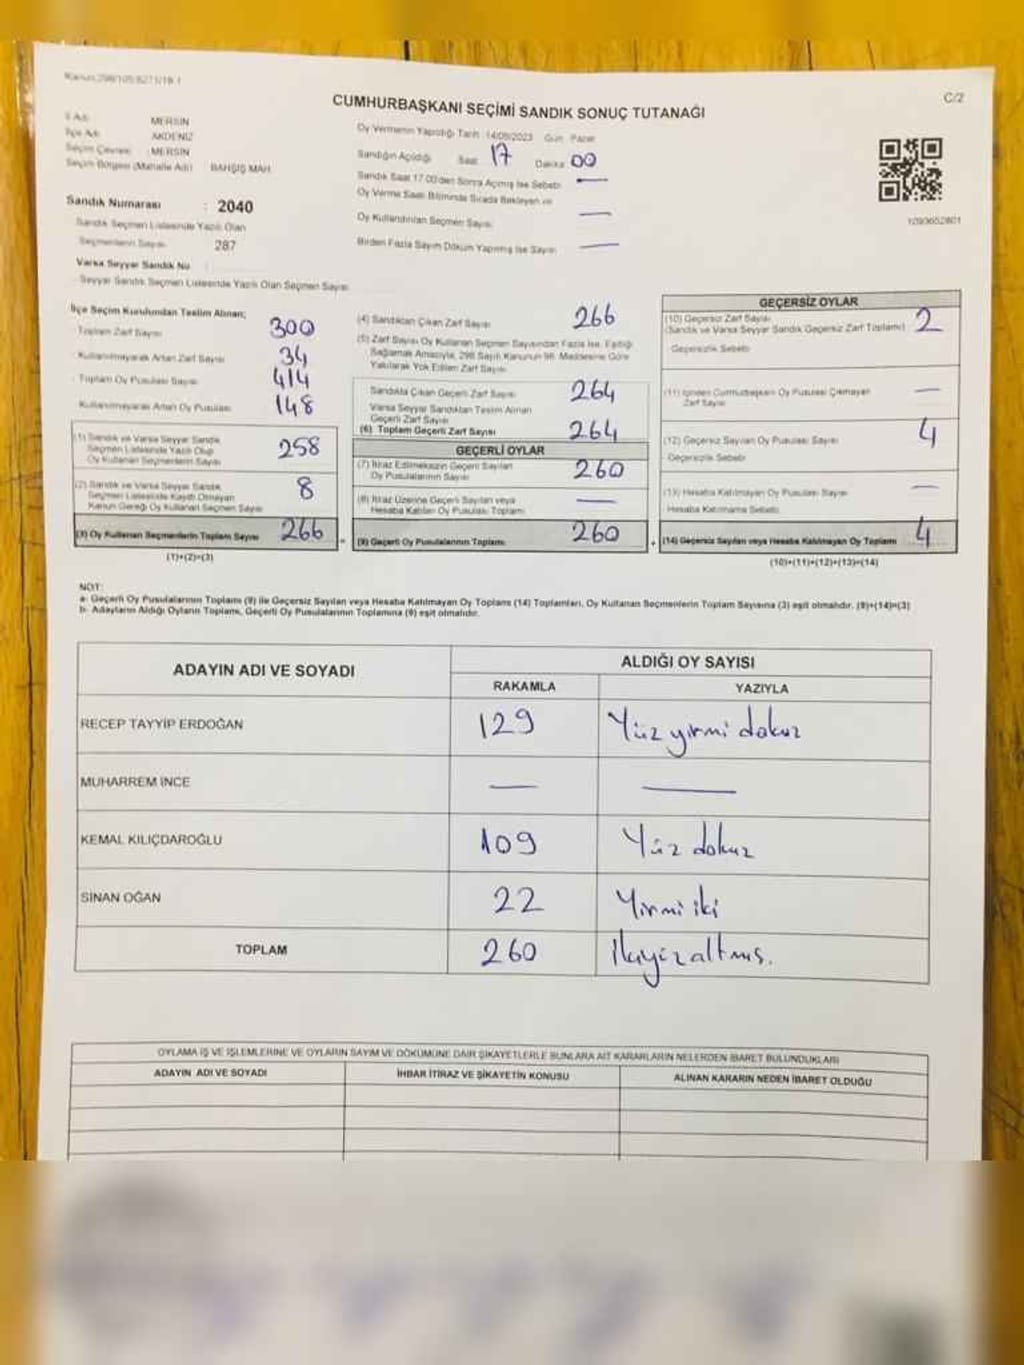 C/2
CUMHURBAŞKANI SEÇİMİ SANDIK SONUÇ TUTANAĞI
İl Adı MERSİN
İlçe Adı AKDENİZ
Seçim Çevresi : MERSİN
Seçim Bölgesi (Mahalle Adı) BAHŞİŞ MAH.
Sandık Numarası : 2040
Sandık Seçmen Listesinde Yazılı Olan
Seçmenlerin Sayısı 287
Varsa Seyyar Sandık No :
Seyyar Sandık Seçmen Listesinde Yazılı Olan Seçmen Sayısı
Oy Vermenin Yapıldığı Tarih : 14/05/2023 Gün : Pazar
Sandığın Açıldığı Saat 17 Dakika 00
Sandık Saat 17.00'den Sonra Açılmış İse Sebebi —
Oy Verme Saati Bitiminde Sırada Bekleyen ve
Oy Kullandırılan Seçmen Sayısı —
Birden Fazla Sayım Döküm Yapılmış İse Sayısı —
1093652801
İlçe Seçim Kurulundan Teslim Alınan;
Toplam Zarf Sayısı 300
Kullanılmayarak Artan Zarf Sayısı 34
Toplam Oy Pusulası Sayısı 414
Kullanılmayarak Artan Oy Pusulası 148
(1) Sandık ve Varsa Seyyar Sandık
Seçmen Listesinde Yazılı Olup
Oy Kullanan Seçmenlerin Sayısı 258
(2) Sandık ve Varsa Seyyar Sandık
Seçmen Listesinde Kayıtlı Olmayan
Kanun Gereği Oy Kullanan Seçmen Sayısı 8
(3) Oy Kullanan Seçmenlerin Toplam Sayısı 266
(1)+(2)=(3)
(4) Sandıktan Çıkan Zarf Sayısı 266
(5) Zarf Sayısı Oy Kullanan Seçmen Sayısından Fazla İse, Eşitliği
Sağlamak Amacıyla, 298 Sayılı Kanunun 98. Maddesine Göre
Yakılarak Yok Edilen Zarf Sayısı
Sandıkta Çıkan Geçerli Zarf Sayısı 264
Varsa Seyyar Sandıktan Teslim Alınan
Geçerli Zarf Sayısı
(6) Toplam Geçerli Zarf Sayısı 264
GEÇERLİ OYLAR
(7) İtiraz Edilmeksizin Geçerli Sayılan
Oy Pusulalarının Sayısı 260
(8) İtiraz Üzerine Geçerli Sayılan veya
Hesaba Katılan Oy Pusulası Toplamı —
(9) Geçerli Oy Pusulalarının Toplamı 260
GEÇERSİZ OYLAR
(10) Geçersiz Zarf Sayısı
(Sandık ve Varsa Seyyar Sandık Geçersiz Zarf Toplamı) 2
Geçersizlik Sebebi
(11) İçinden Cumhurbaşkanı Oy Pusulası Çıkmayan
Zarf Sayısı —
(12) Geçersiz Sayılan Oy Pusulası Sayısı 4
Geçersizlik Sebebi
(13) Hesaba Katılmayan Oy Pusulası Sayısı —
Hesaba Katılmama Sebebi
(14) Geçersiz Sayılan veya Hesaba Katılmayan Oy Toplamı 4
(10)+(11)+(12)+(13)=(14)
NOT:
a- Geçerli Oy Pusulalarının Toplamı (9) ile Geçersiz Sayılan veya Hesaba Katılmayan Oy Toplamı (14) Toplamları, Oy Kullanan Seçmenlerin Toplam Sayısına (3) eşit olmalıdır. (9)+(14)=(3)
b- Adayların Aldığı Oyların Toplamı, Geçerli Oy Pusulalarının Toplamına (9) eşit olmalıdır.
ADAYIN ADI VE SOYADI
ALDIĞI OY SAYISI
RAKAMLA YAZIYLA
RECEP TAYYİP ERDOĞAN 129 Yüz yirmi dokuz
MUHARREM İNCE — —
KEMAL KILIÇDAROĞLU 109 Yüz dokuz
SİNAN OĞAN 22 Yirmi iki
TOPLAM 260 İkiyüz altmış.
OYLAMA İŞ VE İŞLEMLERİNE VE OYLARIN SAYIM VE DÖKÜMÜNE DAİR ŞİKAYETLERLE BUNLARA AİT KARARLARIN NELERDEN İBARET BULUNDUKLARI
ADAYIN ADI VE SOYADI İHBAR İTİRAZ VE ŞİKAYETİN KONUSU ALINAN KARARIN NEDEN İBARET OLDUĞU